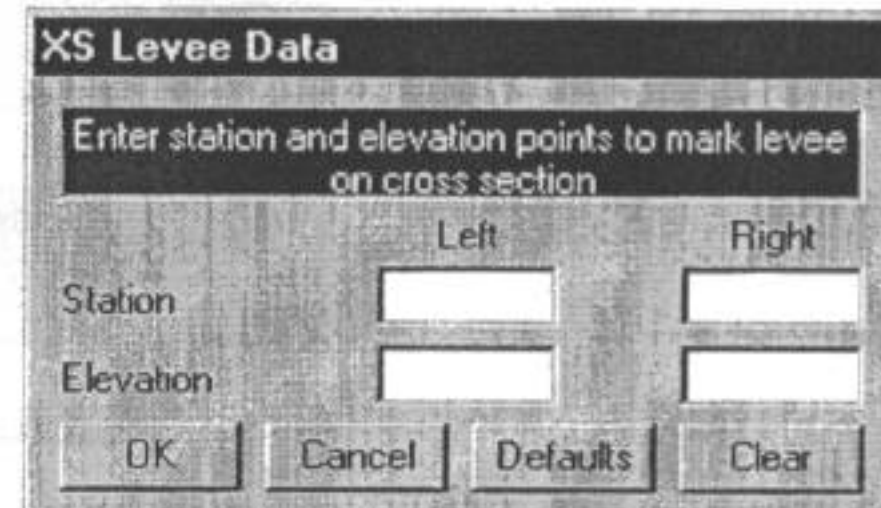 XS Levee Data
Enter station and elevation points to mark levee
on cross section
Left Right
Station
Elevation
OK Cancel Defaults Clear